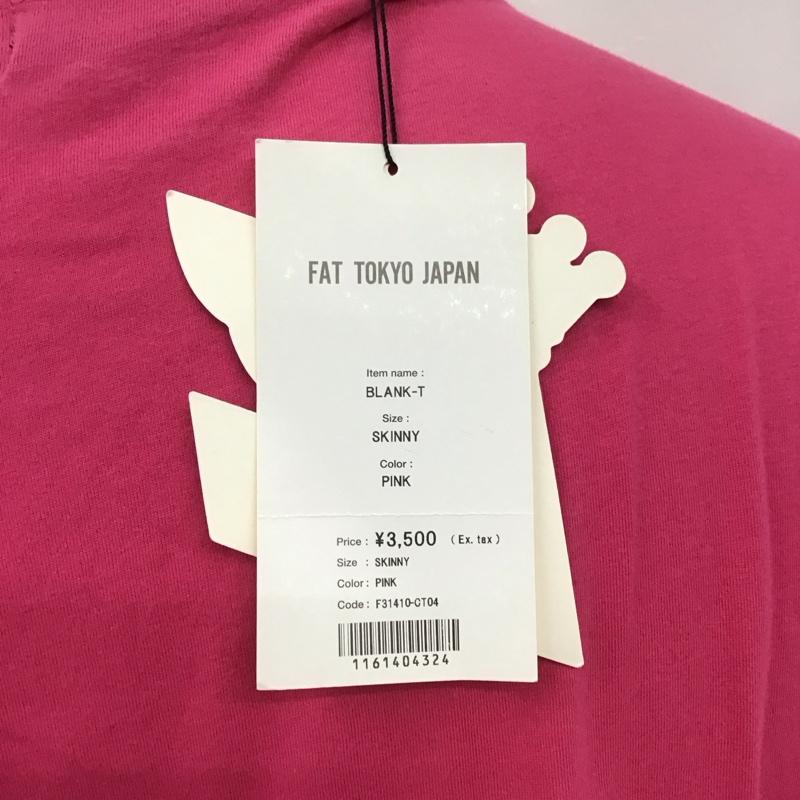 FAT TOKYO JAPAN
Item name :
BLANK-T
Size :
SKINNY
Color :
PINK
Price : ¥3,500 (Ex. tax)
Size : SKINNY
Color : PINK
Code : F31410-CT04
1161404324